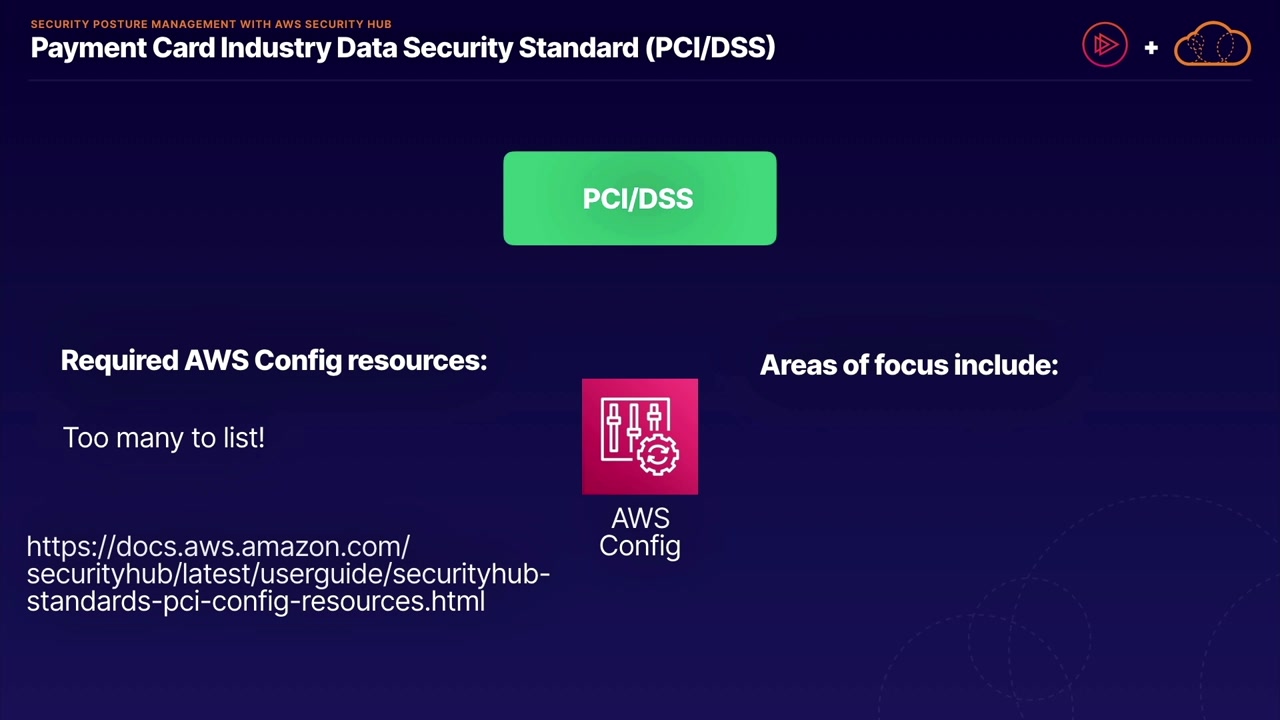 SECURITY POSTURE MANAGEMENT WITH AWS SECURITY HUB
Payment Card Industry Data Security Standard (PCI/DSS)
+
PCI/DSS
Required AWS Config resources:
Too many to list!
https://docs.aws.amazon.com/
securityhub/latest/userguide/securityhub-
standards-pci-config-resources.html
AWS
Config
Areas of focus include: